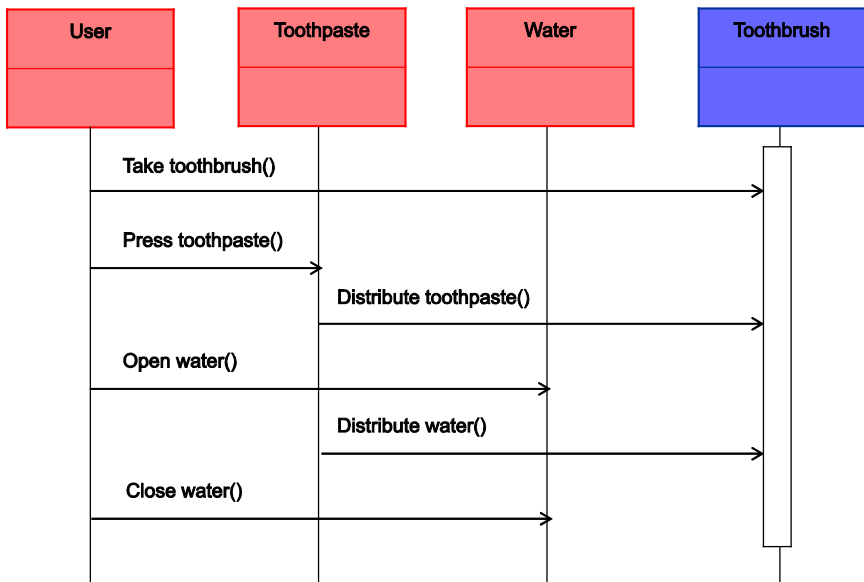 User
Toothpaste
Water
Toothbrush
Take toothbrush()
Press toothpaste()
Distribute toothpaste()
Open water()
Distribute water()
Close water()